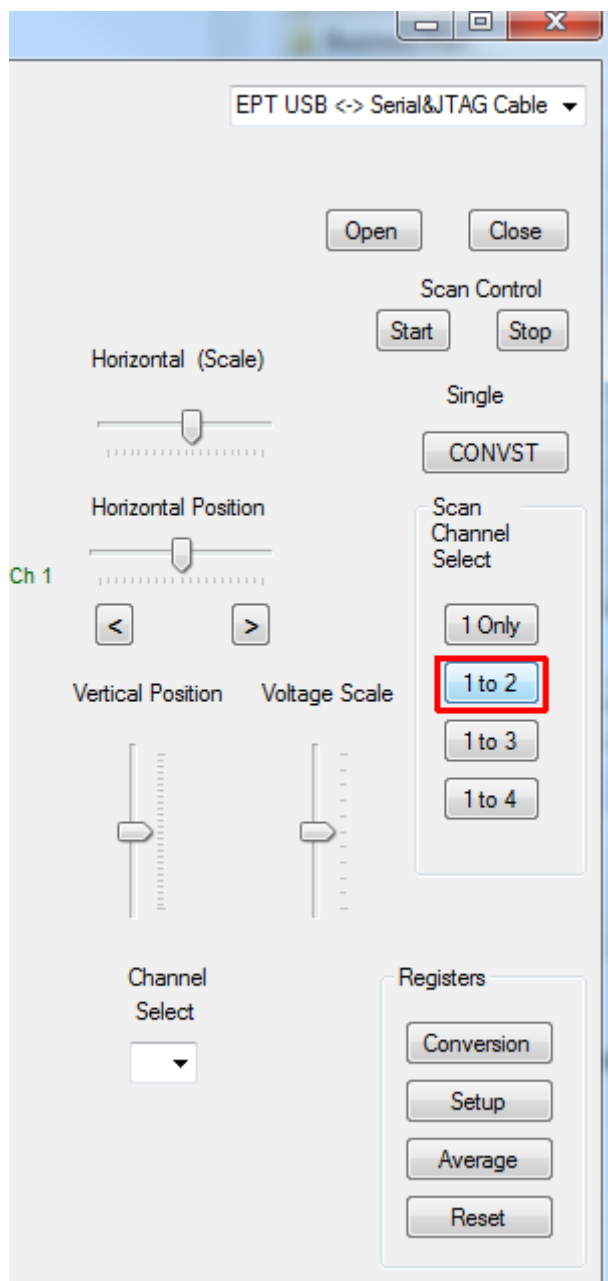 EPT USB <-> Serial&JTAG Cable
Open Close
Scan Control
Start Stop
Horizontal (Scale)
Single
CONVST
Horizontal Position
Scan
Channel
Select
Ch 1
< >
1 Only
1 to 2
Vertical Position Voltage Scale
1 to 3
1 to 4
Channel
Select
Registers
Conversion
Setup
Average
Reset